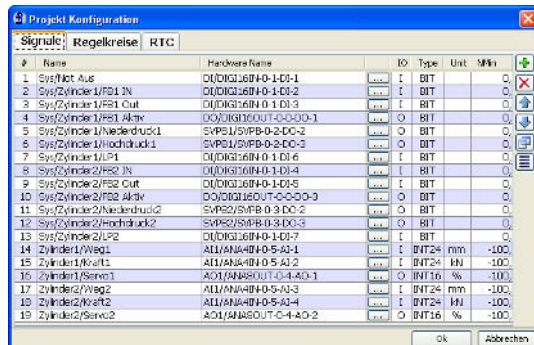 Projekt Konfiguration
Signale Regelkreise RTC
# Name Hardware Name IO Type Unit %Min
1 Sys/Not Aus DI/DIGI16IN-0-1-DI-1 ... I BIT 0,
2 Sys/Zylinder1/FB1 IN DI/DIGI16IN-0-1-DI-2 ... I BIT 0,
3 Sys/Zylinder1/FB1 Out DI/DIGI16IN-0-1-DI-3 ... I BIT 0,
4 Sys/Zylinder1/FB1 Aktiv DO/DIGI16OUT-0-0-DO-1 ... O BIT 0,
5 Sys/Zylinder1/Niederdruck1 SVPB1/SVPB-0-2-DO-2 ... O BIT 0,
6 Sys/Zylinder1/Hochdruck1 SVPB1/SVPB-0-2-DO-3 ... O BIT 0,
7 Sys/Zylinder1/LP1 DI/DIGI16IN-0-1-DI-6 ... I BIT 0,
8 Sys/Zylinder2/FB2 IN DI/DIGI16IN-0-1-DI-4 ... I BIT 0,
9 Sys/Zylinder2/FB2 Out DI/DIGI16IN-0-1-DI-5 ... I BIT 0,
10 Sys/Zylinder2/FB2 Aktiv DO/DIGI16OUT-0-0-DO-3 ... O BIT 0,
11 Sys/Zylinder2/Niederdruck2 SVPB2/SVPB-0-3-DO-2 ... O BIT 0,
12 Sys/Zylinder2/Hochdruck2 SVPB2/SVPB-0-3-DO-3 ... O BIT 0,
13 Sys/Zylinder2/LP2 DI/DIGI16IN-0-1-DI-7 ... I BIT 0,
14 Zylinder1/Weg1 AI1/ANA4IN-0-5-AI-1 ... I INT24 mm -100,
15 Zylinder1/Kraft1 AI1/ANA4IN-0-5-AI-2 ... I INT24 kN -100,
16 Zylinder1/Servo1 AO1/ANA8OUT-0-4-AO-1 ... O INT16 % -100,
17 Zylinder2/Weg2 AI1/ANA4IN-0-5-AI-3 ... I INT24 mm -100,
18 Zylinder2/Kraft2 AI1/ANA4IN-0-5-AI-4 ... I INT24 kN -100,
19 Zylinder2/Servo2 AO1/ANA8OUT-0-4-AO-2 ... O INT16 % -100,
Ok Abbrechen